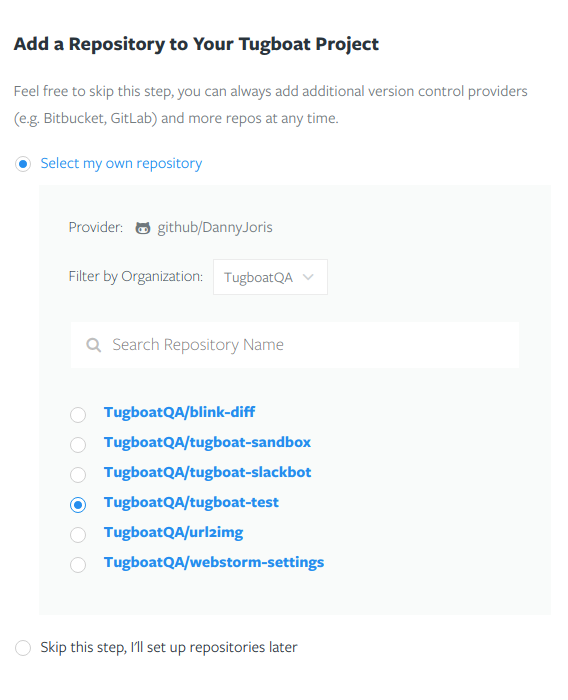 Add a Repository to Your Tugboat Project
Feel free to skip this step, you can always add additional version control providers
(e.g. Bitbucket, GitLab) and more repos at any time.
Select my own repository
Provider: github/DannyJoris
Filter by Organization: TugboatQA
Search Repository Name
TugboatQA/blink-diff
TugboatQA/tugboat-sandbox
TugboatQA/tugboat-slackbot
TugboatQA/tugboat-test
TugboatQA/url2img
TugboatQA/webstorm-settings
Skip this step, I'll set up repositories later